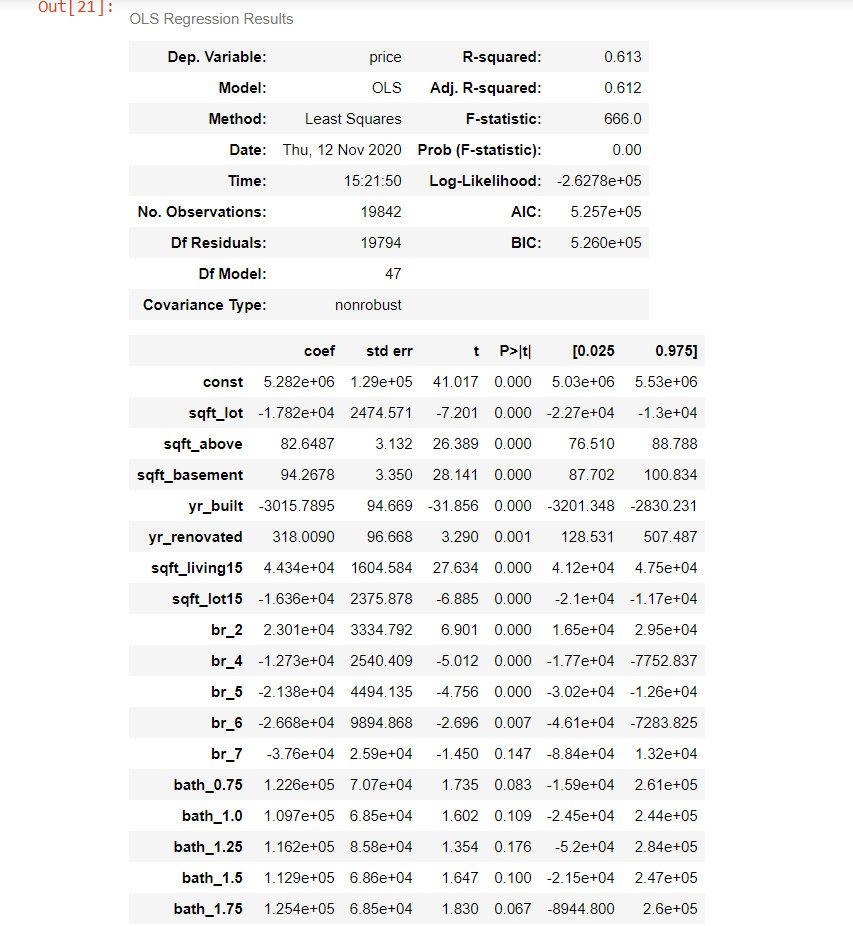 Out[21]:
OLS Regression Results
Dep. Variable: price R-squared: 0.613
Model: OLS Adj. R-squared: 0.612
Method: Least Squares F-statistic: 666.0
Date: Thu, 12 Nov 2020 Prob (F-statistic): 0.00
Time: 15:21:50 Log-Likelihood: -2.6278e+05
No. Observations: 19842 AIC: 5.257e+05
Df Residuals: 19794 BIC: 5.260e+05
Df Model: 47
Covariance Type: nonrobust
coef std err t P>|t| [0.025 0.975]
const 5.282e+06 1.29e+05 41.017 0.000 5.03e+06 5.53e+06
sqft_lot -1.782e+04 2474.571 -7.201 0.000 -2.27e+04 -1.3e+04
sqft_above 82.6487 3.132 26.389 0.000 76.510 88.788
sqft_basement 94.2678 3.350 28.141 0.000 87.702 100.834
yr_built -3015.7895 94.669 -31.856 0.000 -3201.348 -2830.231
yr_renovated 318.0090 96.668 3.290 0.001 128.531 507.487
sqft_living15 4.434e+04 1604.584 27.634 0.000 4.12e+04 4.75e+04
sqft_lot15 -1.636e+04 2375.878 -6.885 0.000 -2.1e+04 -1.17e+04
br_2 2.301e+04 3334.792 6.901 0.000 1.65e+04 2.95e+04
br_4 -1.273e+04 2540.409 -5.012 0.000 -1.77e+04 -7752.837
br_5 -2.138e+04 4494.135 -4.756 0.000 -3.02e+04 -1.26e+04
br_6 -2.668e+04 9894.868 -2.696 0.007 -4.61e+04 -7283.825
br_7 -3.76e+04 2.59e+04 -1.450 0.147 -8.84e+04 1.32e+04
bath_0.75 1.226e+05 7.07e+04 1.735 0.083 -1.59e+04 2.61e+05
bath_1.0 1.097e+05 6.85e+04 1.602 0.109 -2.45e+04 2.44e+05
bath_1.25 1.162e+05 8.58e+04 1.354 0.176 -5.2e+04 2.84e+05
bath_1.5 1.129e+05 6.86e+04 1.647 0.100 -2.15e+04 2.47e+05
bath_1.75 1.254e+05 6.85e+04 1.830 0.067 -8944.800 2.6e+05